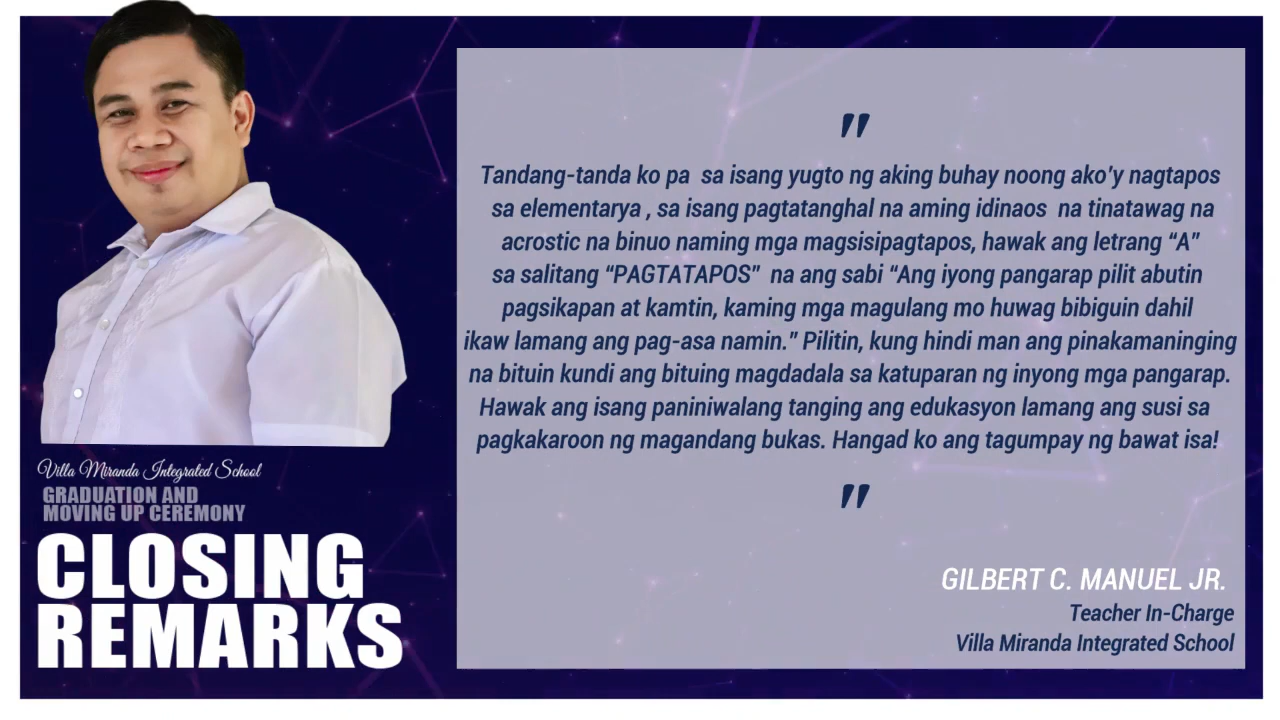 Villa Miranda Integrated School
GRADUATION AND
MOVING UP CEREMONY
CLOSING
REMARKS
"
Tandang-tanda ko pa sa isang yugto ng aking buhay noong ako'y nagtapos
sa elementarya , sa isang pagtatanghal na aming idinaos na tinatawag na
acrostic na binuo naming mga magsisipagtapos, hawak ang letrang “A”
sa salitang “PAGTATAPOS” na ang sabi “Ang iyong pangarap pilit abutin
pagsikapan at kamtin, kaming mga magulang mo huwag bibiguin dahil
ikaw lamang ang pag-asa namin.” Pilitin, kung hindi man ang pinakamaninging
na bituin kundi ang bituing magdadala sa katuparan ng inyong mga pangarap.
Hawak ang isang paniniwalang tanging ang edukasyon lamang ang susi sa
pagkakaroon ng magandang bukas. Hangad ko ang tagumpay ng bawat isa!
"
GILBERT C. MANUEL JR.
Teacher In-Charge
Villa Miranda Integrated School